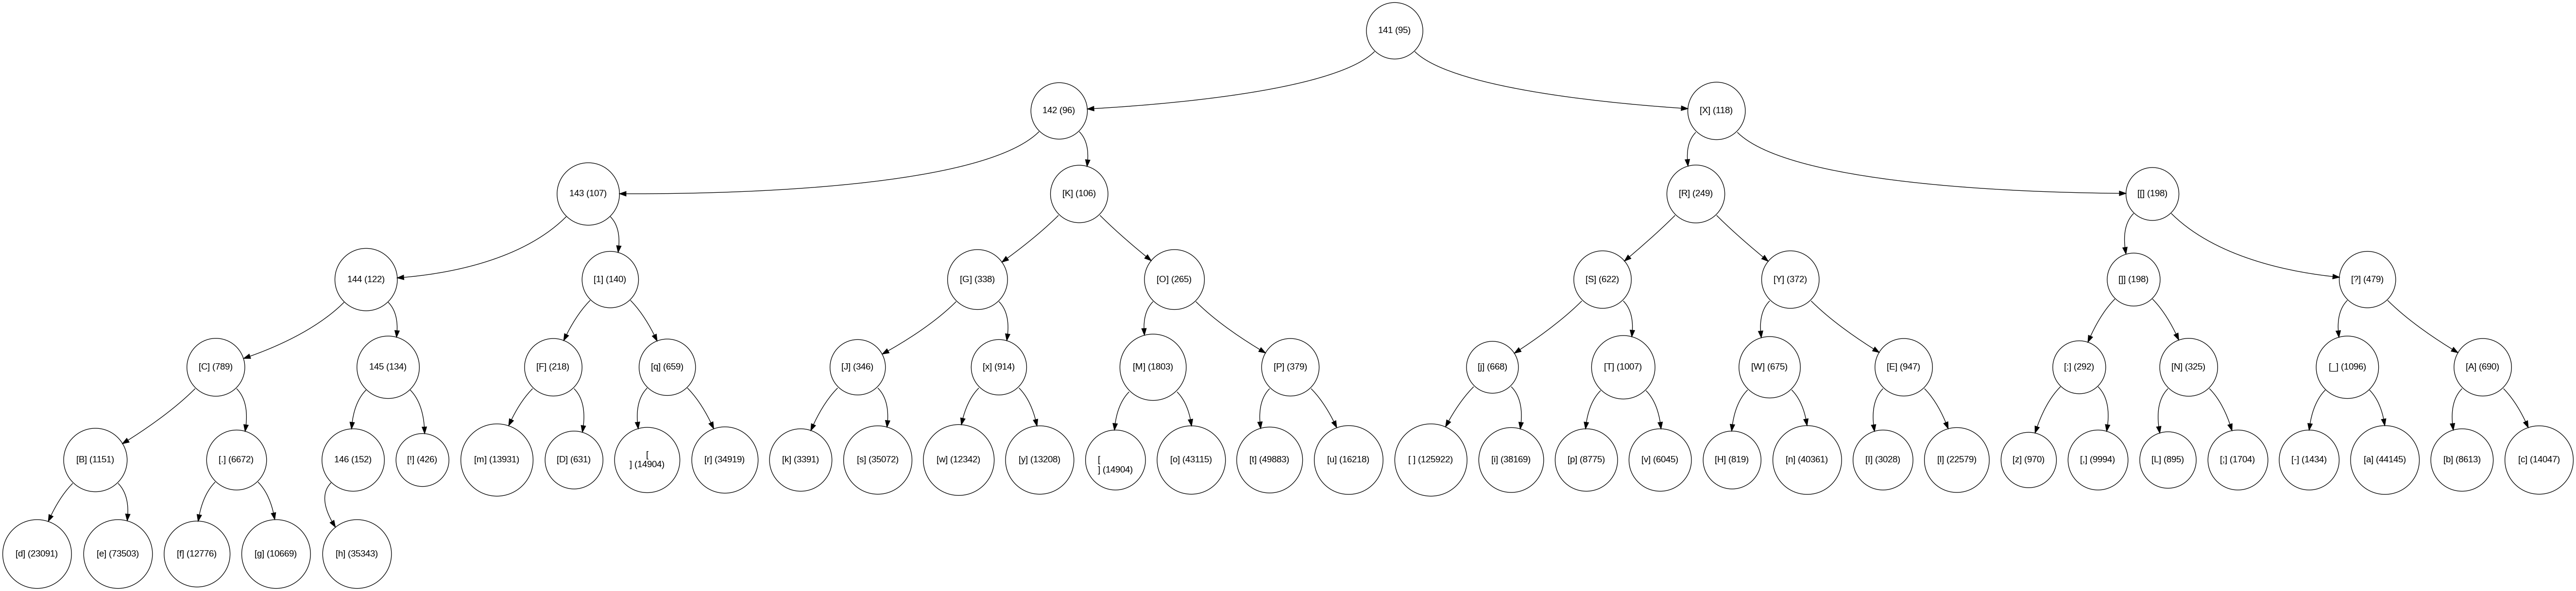 141 (95)
142 (96)
[X] (118)
143 (107)
[K] (106)
[R] (249)
[[] (198)
144 (122)
[1] (140)
[G] (338)
[O] (265)
[S] (622)
[Y] (372)
[]] (198)
[?] (479)
[C] (789)
145 (134)
[F] (218)
[q] (659)
[J] (346)
[x] (914)
[M] (1803)
[P] (379)
[j] (668)
[T] (1007)
[W] (675)
[E] (947)
[:] (292)
[N] (325)
[_] (1096)
[A] (690)
[B] (1151)
[.] (6672)
146 (152)
[!] (426)
[m] (13931)
[D] (631)
[
] (14904)
[r] (34919)
[k] (3391)
[s] (35072)
[w] (12342)
[y] (13208)
[
] (14904)
[o] (43115)
[t] (49883)
[u] (16218)
[ ] (125922)
[i] (38169)
[p] (8775)
[v] (6045)
[H] (819)
[n] (40361)
[I] (3028)
[l] (22579)
[z] (970)
[,] (9994)
[L] (895)
[;] (1704)
[-] (1434)
[a] (44145)
[b] (8613)
[c] (14047)
[d] (23091)
[e] (73503)
[f] (12776)
[g] (10669)
[h] (35343)